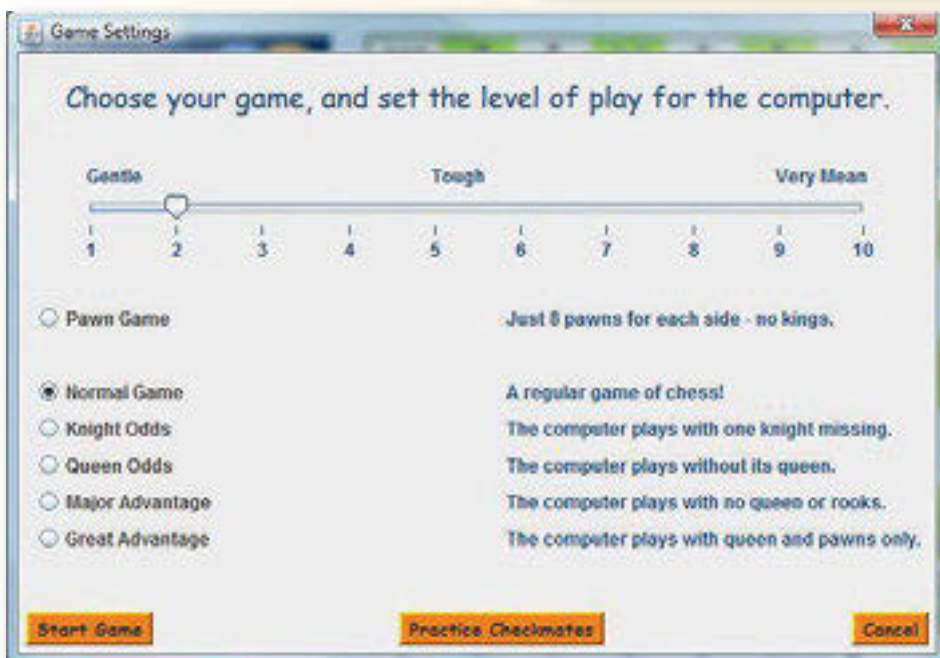 Game Settings
Choose your game, and set the level of play for the computer.
Gentle Tough Very Mean
1 2 3 4 5 6 7 8 9 10
Pawn Game Just 8 pawns for each side - no kings.
Normal Game A regular game of chess!
Knight Odds The computer plays with one knight missing.
Queen Odds The computer plays without its queen.
Major Advantage The computer plays with no queen or rooks.
Great Advantage The computer plays with queen and pawns only.
Start Game Practice Checkmates Cancel